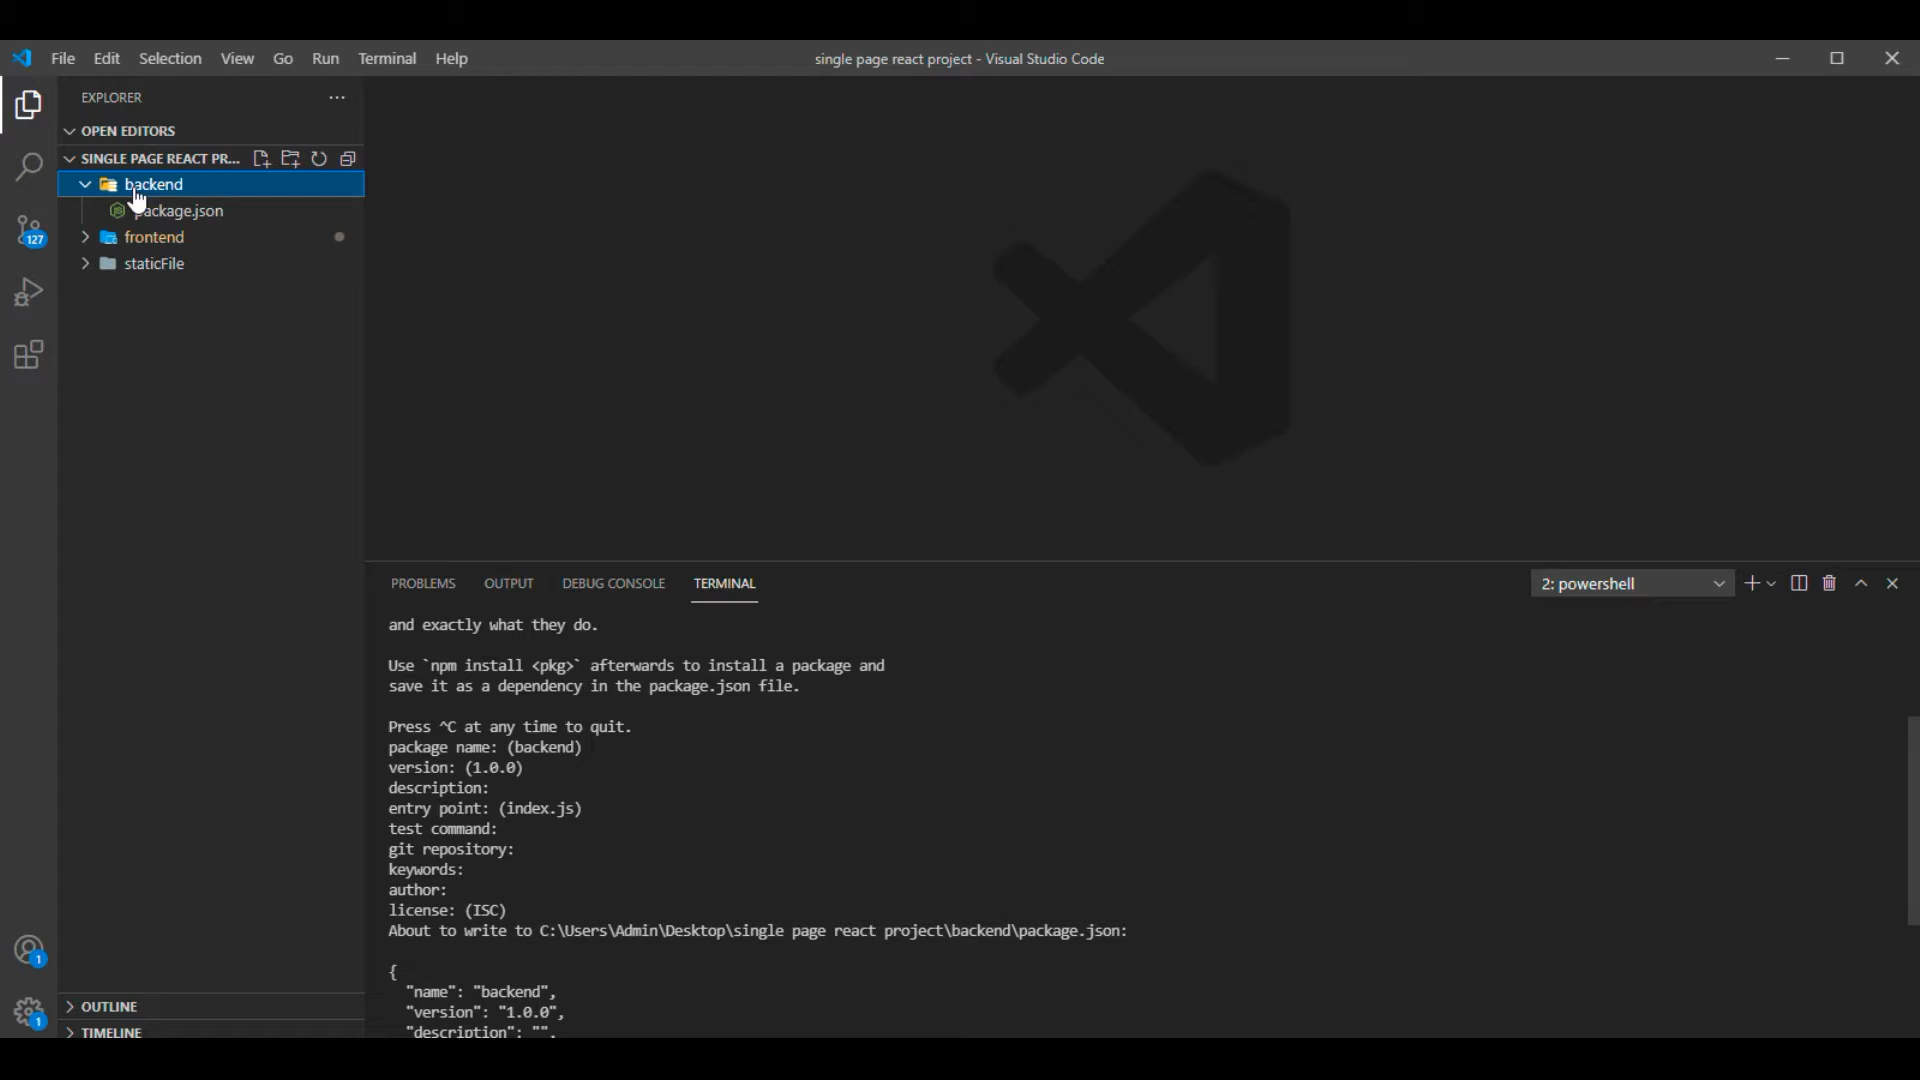 File Edit Selection View Go Run Terminal Help
single page react project - Visual Studio Code
EXPLORER
OPEN EDITORS
SINGLE PAGE REACT PR...
backend
package.json
frontend
staticFile
127
1
1
OUTLINE
TIMELINE
PROBLEMS OUTPUT DEBUG CONSOLE TERMINAL
2: powershell
and exactly what they do.
Use `npm install <pkg>` afterwards to install a package and
save it as a dependency in the package.json file.
Press ^C at any time to quit.
package name: (backend)
version: (1.0.0)
description:
entry point: (index.js)
test command:
git repository:
keywords:
author:
license: (ISC)
About to write to C:\Users\Admin\Desktop\single page react project\backend\package.json:
{
"name": "backend",
"version": "1.0.0",
"description": "",